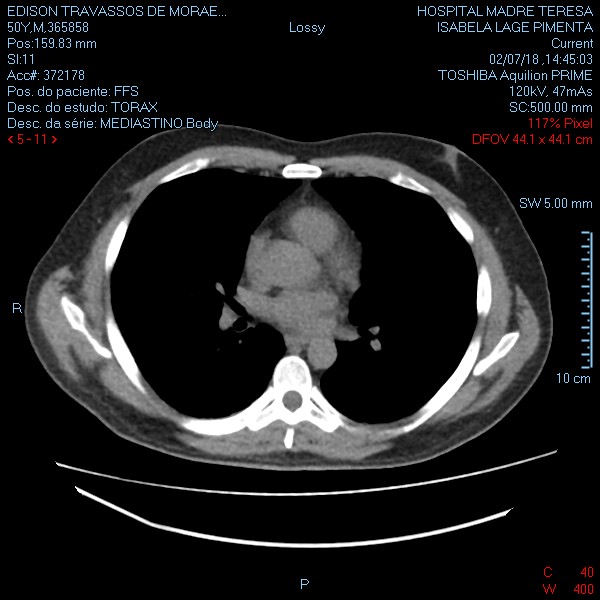 EDISON TRAVASSOS DE MORAE...
50Y,M,365858
Pos:159.83 mm
SI:11
Acc#: 372178
Pos. do paciente: FFS
Desc. do estudo: TORAX
Desc. da série: MEDIASTINO Body
< 5 - 11 >
Lossy
HOSPITAL MADRE TERESA
ISABELA LAGE PIMENTA
Current
02/07/18 ,14:45:03
TOSHIBA Aquilion PRIME
120kV, 47mAs
SC:500.00 mm
117% Pixel
DFOV 44.1 x 44.1 cm
SW 5.00 mm
R
10 cm
P
C 40
W 400